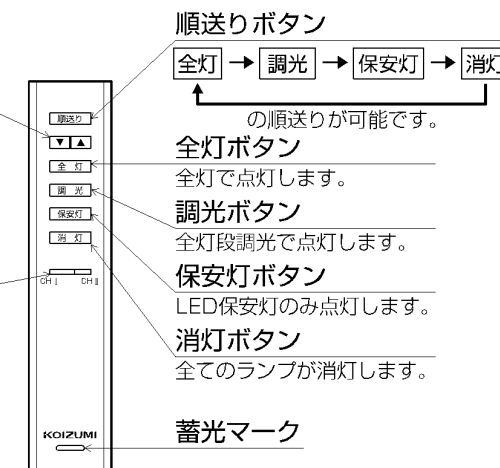 順送りボタン
全灯 → 調光 → 保安灯 → 消灯
の順送りが可能です。
全灯ボタン
全灯で点灯します。
調光ボタン
全灯段調光で点灯します。
保安灯ボタン
LED保安灯のみ点灯します。
消灯ボタン
全てのランプが消灯します。
蓄光マーク
順送り
▼ ▲
全 灯
調 光
保安灯
消 灯
CH I CH II
KOIZUMI